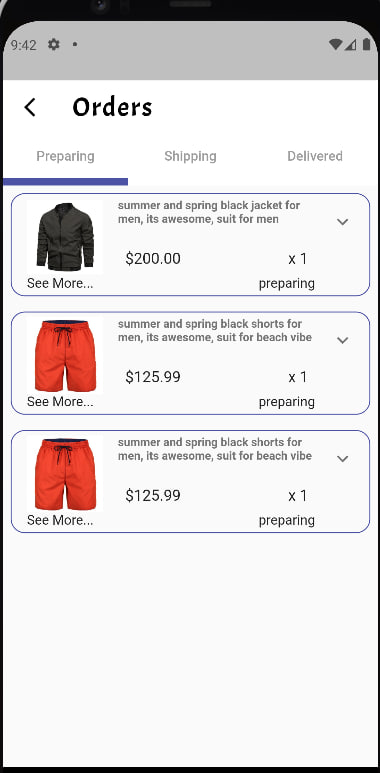 9:42
Orders
Preparing Shipping Delivered
summer and spring black jacket for
men, its awesome, suit for men
$200.00 x 1
See More... preparing
summer and spring black shorts for
men, its awesome, suit for beach vibe
$125.99 x 1
See More... preparing
summer and spring black shorts for
men, its awesome, suit for beach vibe
$125.99 x 1
See More... preparing